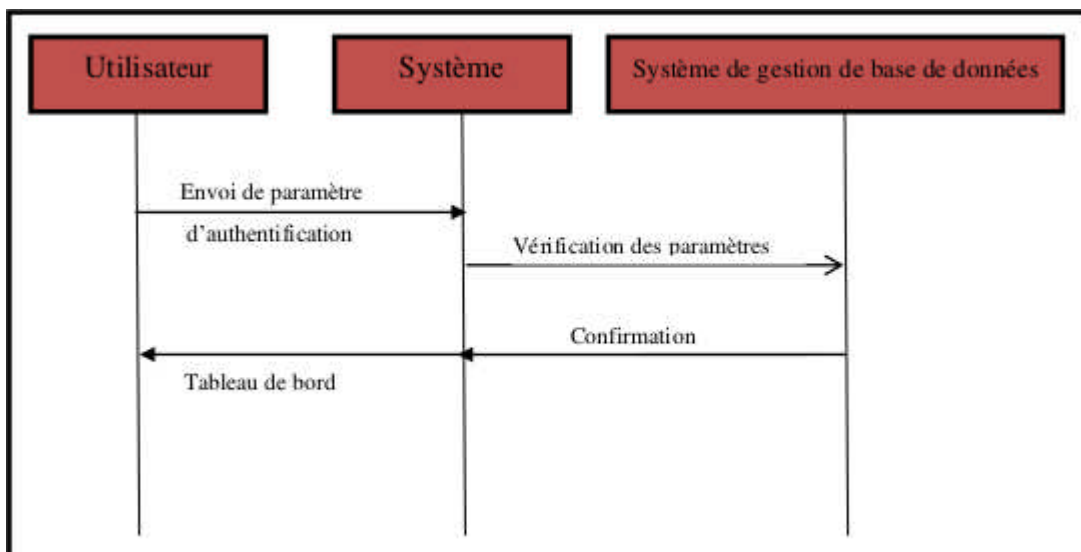 Utilisateur
Système
Système de gestion de base de données
Envoi de paramètre
d'authentification
Vérification des paramètres
Confirmation
Tableau de bord